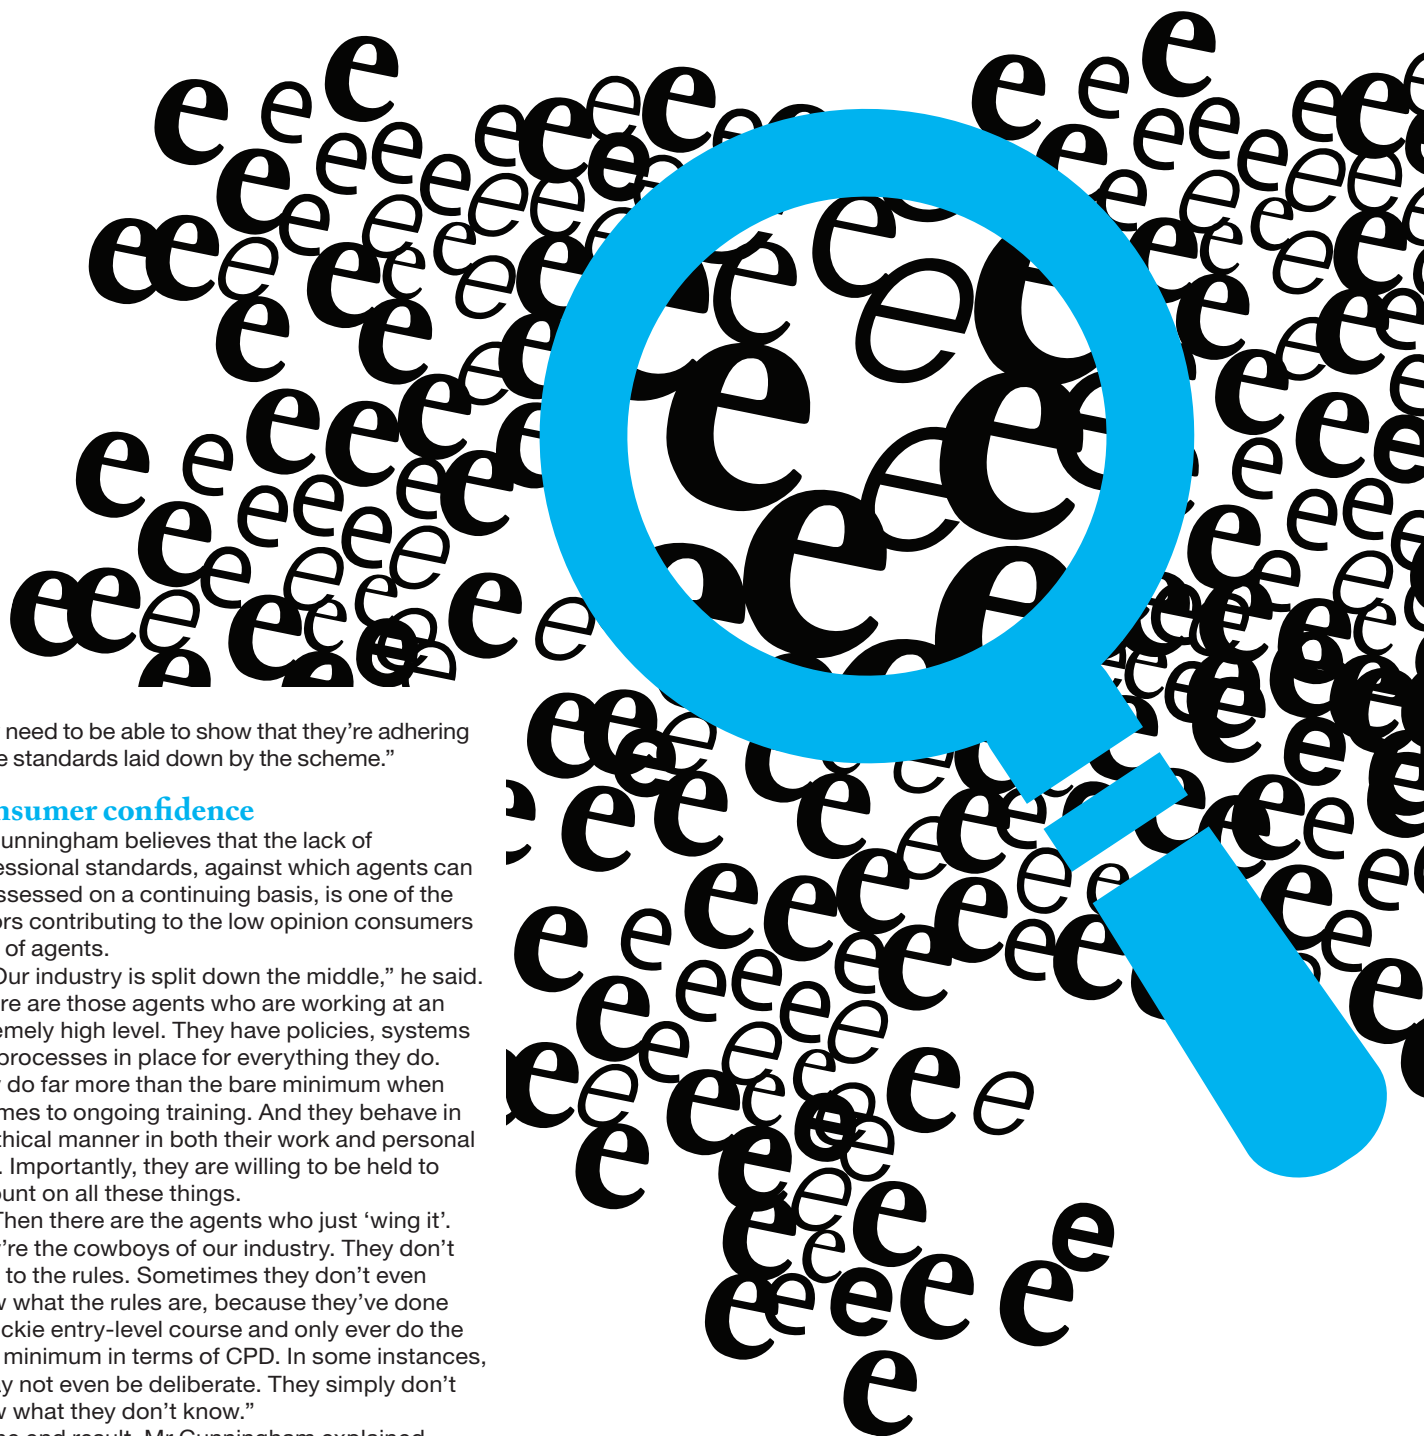 need to be able to show that they’re adhering
e standards laid down by the scheme.”
nsumer confidence
unningham believes that the lack of
essional standards, against which agents can
ssessed on a continuing basis, is one of the
ors contributing to the low opinion consumers
of agents.
Our industry is split down the middle,” he said.
re are those agents who are working at an
emely high level. They have policies, systems
processes in place for everything they do.
do far more than the bare minimum when
mes to ongoing training. And they behave in
thical manner in both their work and personal
. Importantly, they are willing to be held to
ount on all these things.
Then there are the agents who just ‘wing it’.
’re the cowboys of our industry. They don’t
to the rules. Sometimes they don’t even
w what the rules are, because they’ve done
ickie entry-level course and only ever do the
minimum in terms of CPD. In some instances,
y not even be deliberate. They simply don’t
w what they don’t know.”
he end result, Mr Cunningham explained